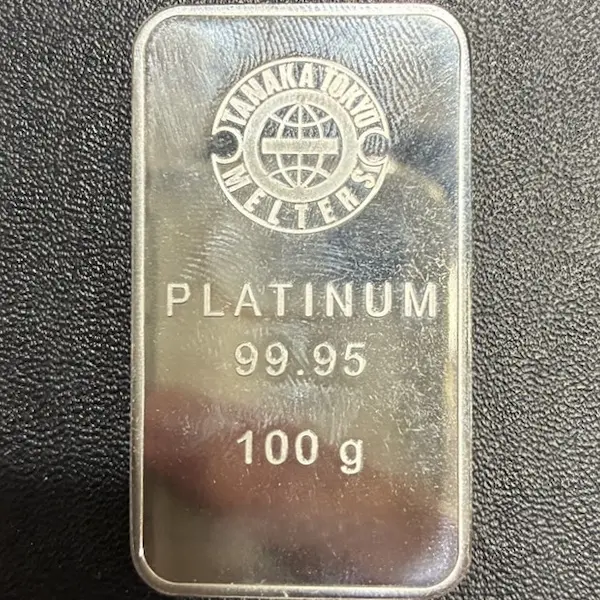 TANAKA TOKYO
MELTERS
PLATINUM
99.95
100 g